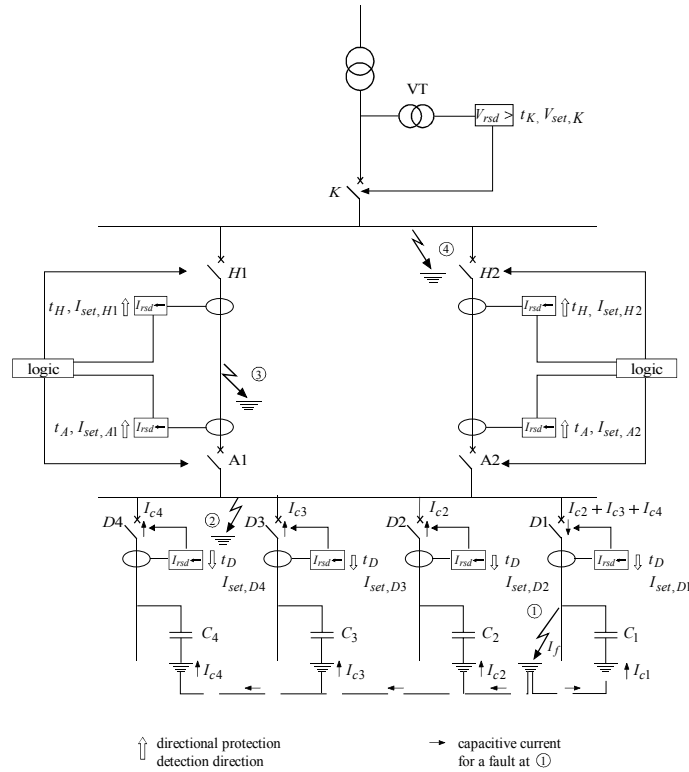 VT
V_rsd > t_K, V_set,K
K
④
H1
H2
t_H, I_set,H1 ⇧ I_rsd
I_rsd ⇧ t_H, I_set,H2
logic
logic
③
t_A, I_set,A1 ⇧ I_rsd
I_rsd ⇧ t_A, I_set,A2
A1
A2
I_c4
I_c3
I_c2
I_c2 + I_c3 + I_c4
D4
②
D3
D2
D1
I_rsd ⇩ t_D
I_rsd ⇩ t_D
I_rsd ⇩ t_D
I_rsd ⇩ t_D
I_set,D4
I_set,D3
I_set,D2
I_set,D1
①
C_4
C_3
C_2
I_f
C_1
I_c4
I_c3
I_c2
I_c1
⇧ directional protection
detection direction
→ capacitive current
for a fault at ①